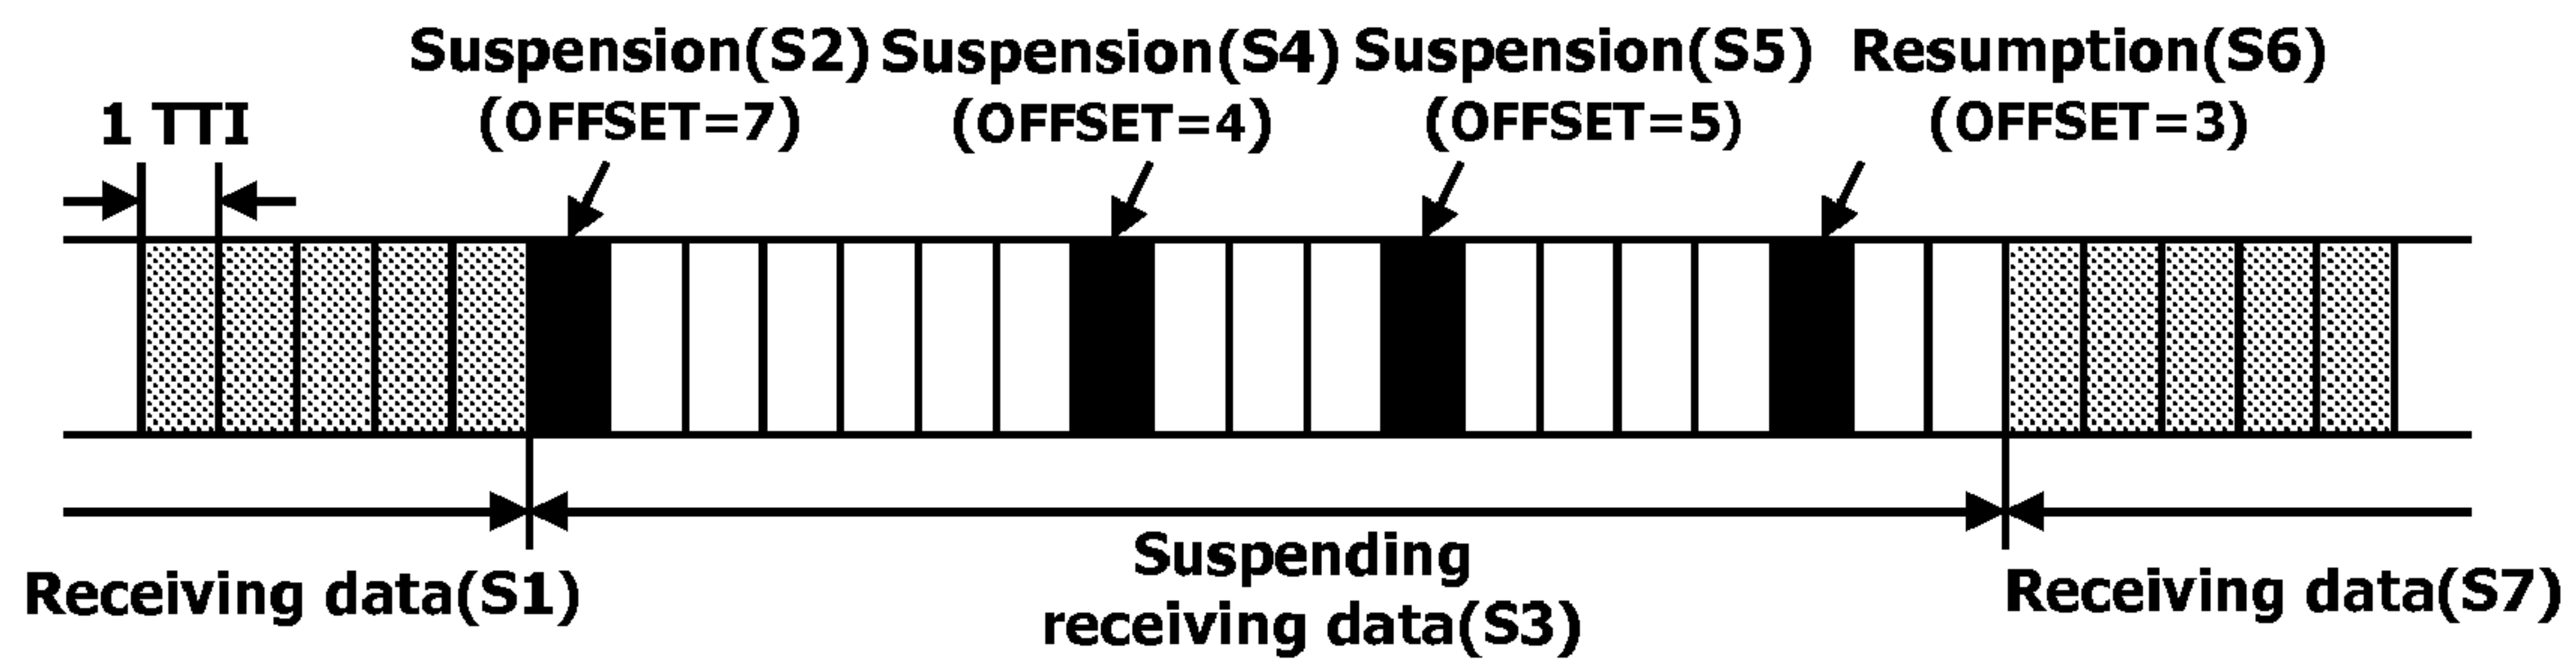 Suspension(S2) Suspension(S4) Suspension(S5) Resumption(S6)
1 TTI (OFFSET=7) (OFFSET=4) (OFFSET=5) (OFFSET=3)
Suspending
Receiving data(S1) receiving data(S3) Receiving data(S7)